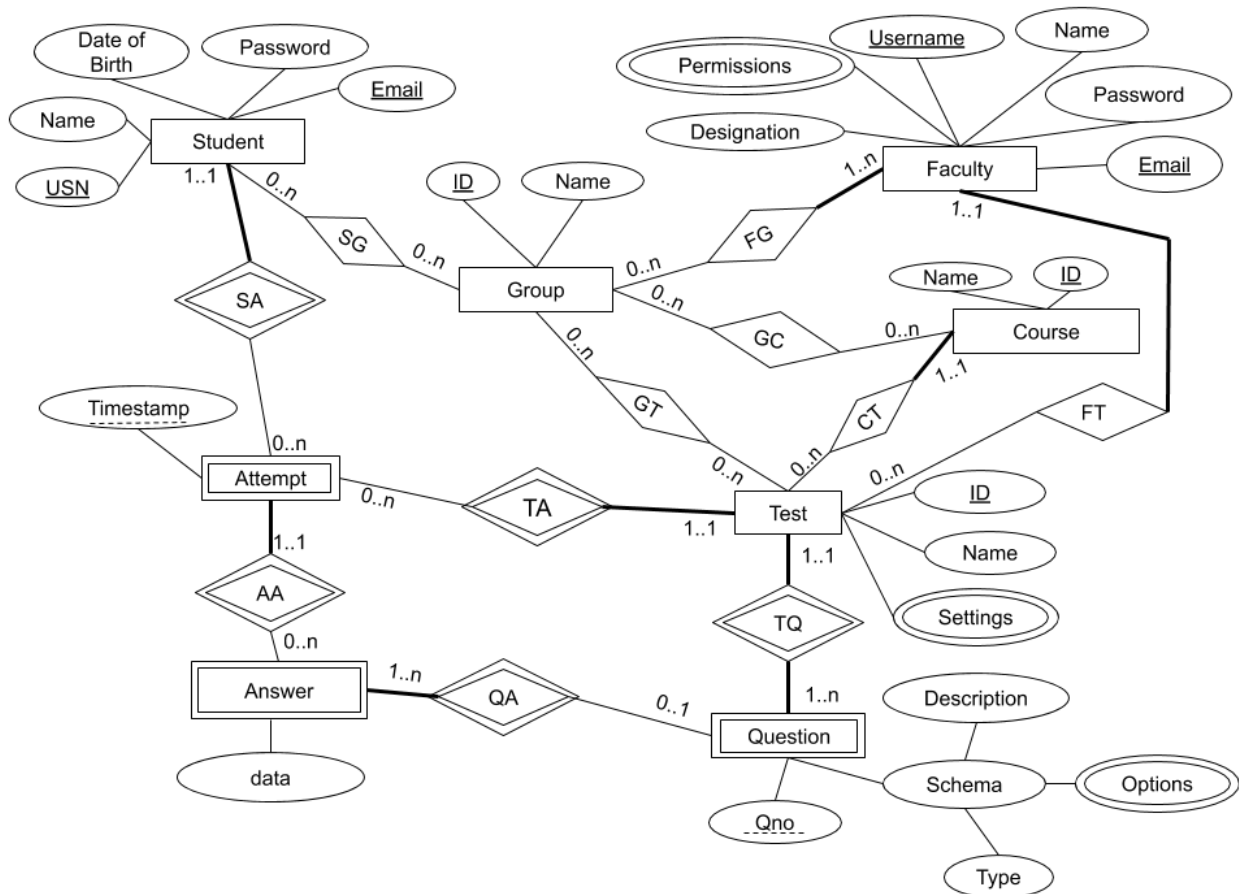 Date of
Birth
Password
Email
Name
USN
Student
1..1
0..n
SG
0..n
SA
ID
Name
Group
Permissions
Username
Name
Password
Designation
Faculty
Email
1..n
1..1
FG
0..n
0..n
GC
0..n
Name
ID
Course
1..1
0..n
GT
0..n
CT
0..n
FT
0..n
Timestamp
0..n
Attempt
0..n
TA
1..1
Test
ID
Name
Settings
1..1
AA
0..n
1..1
TQ
1..n
Answer
1..n
QA
0..1
Question
data
Description
Schema
Options
Qno
Type